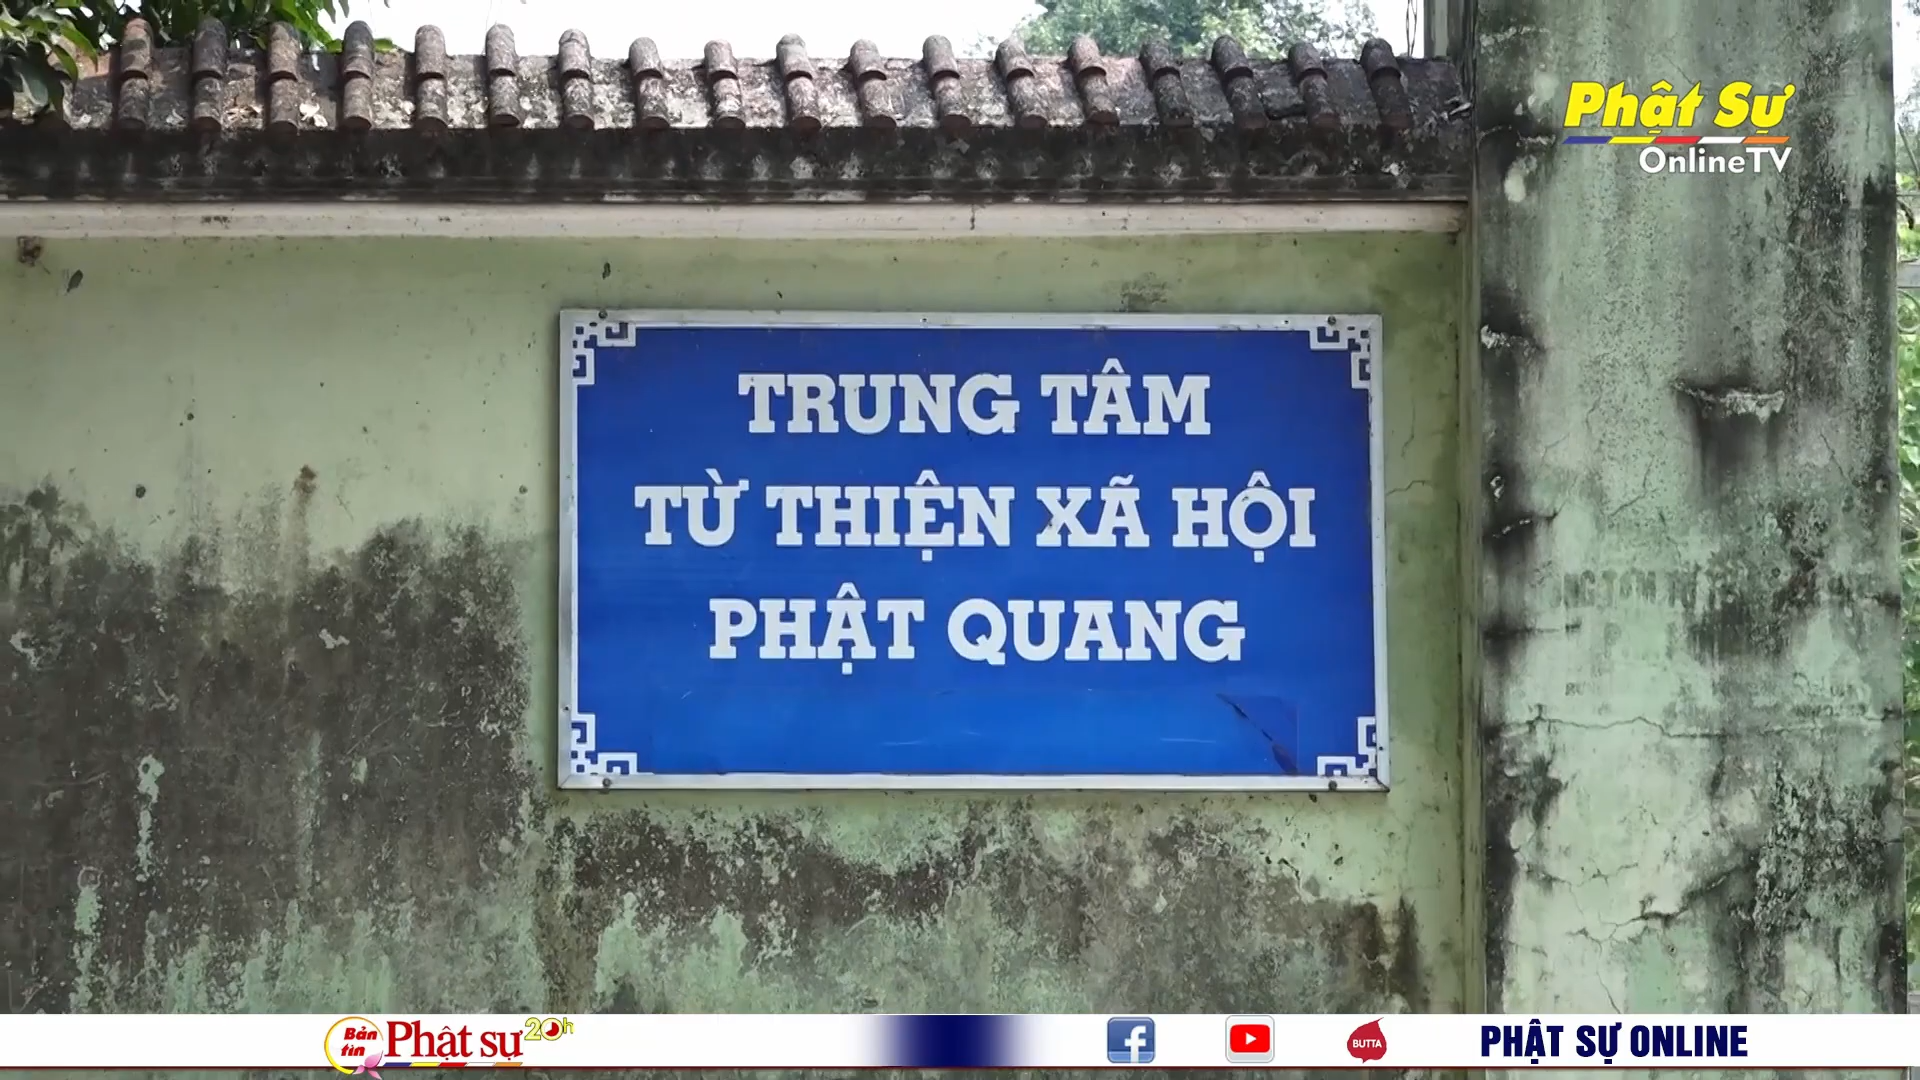 Phật Sự
OnlineTV
TRUNG TÂM
TỪ THIỆN XÃ HỘI
PHẬT QUANG
Bản tin Phật sự 20h
BUTTA
PHẬT SỰ ONLINE